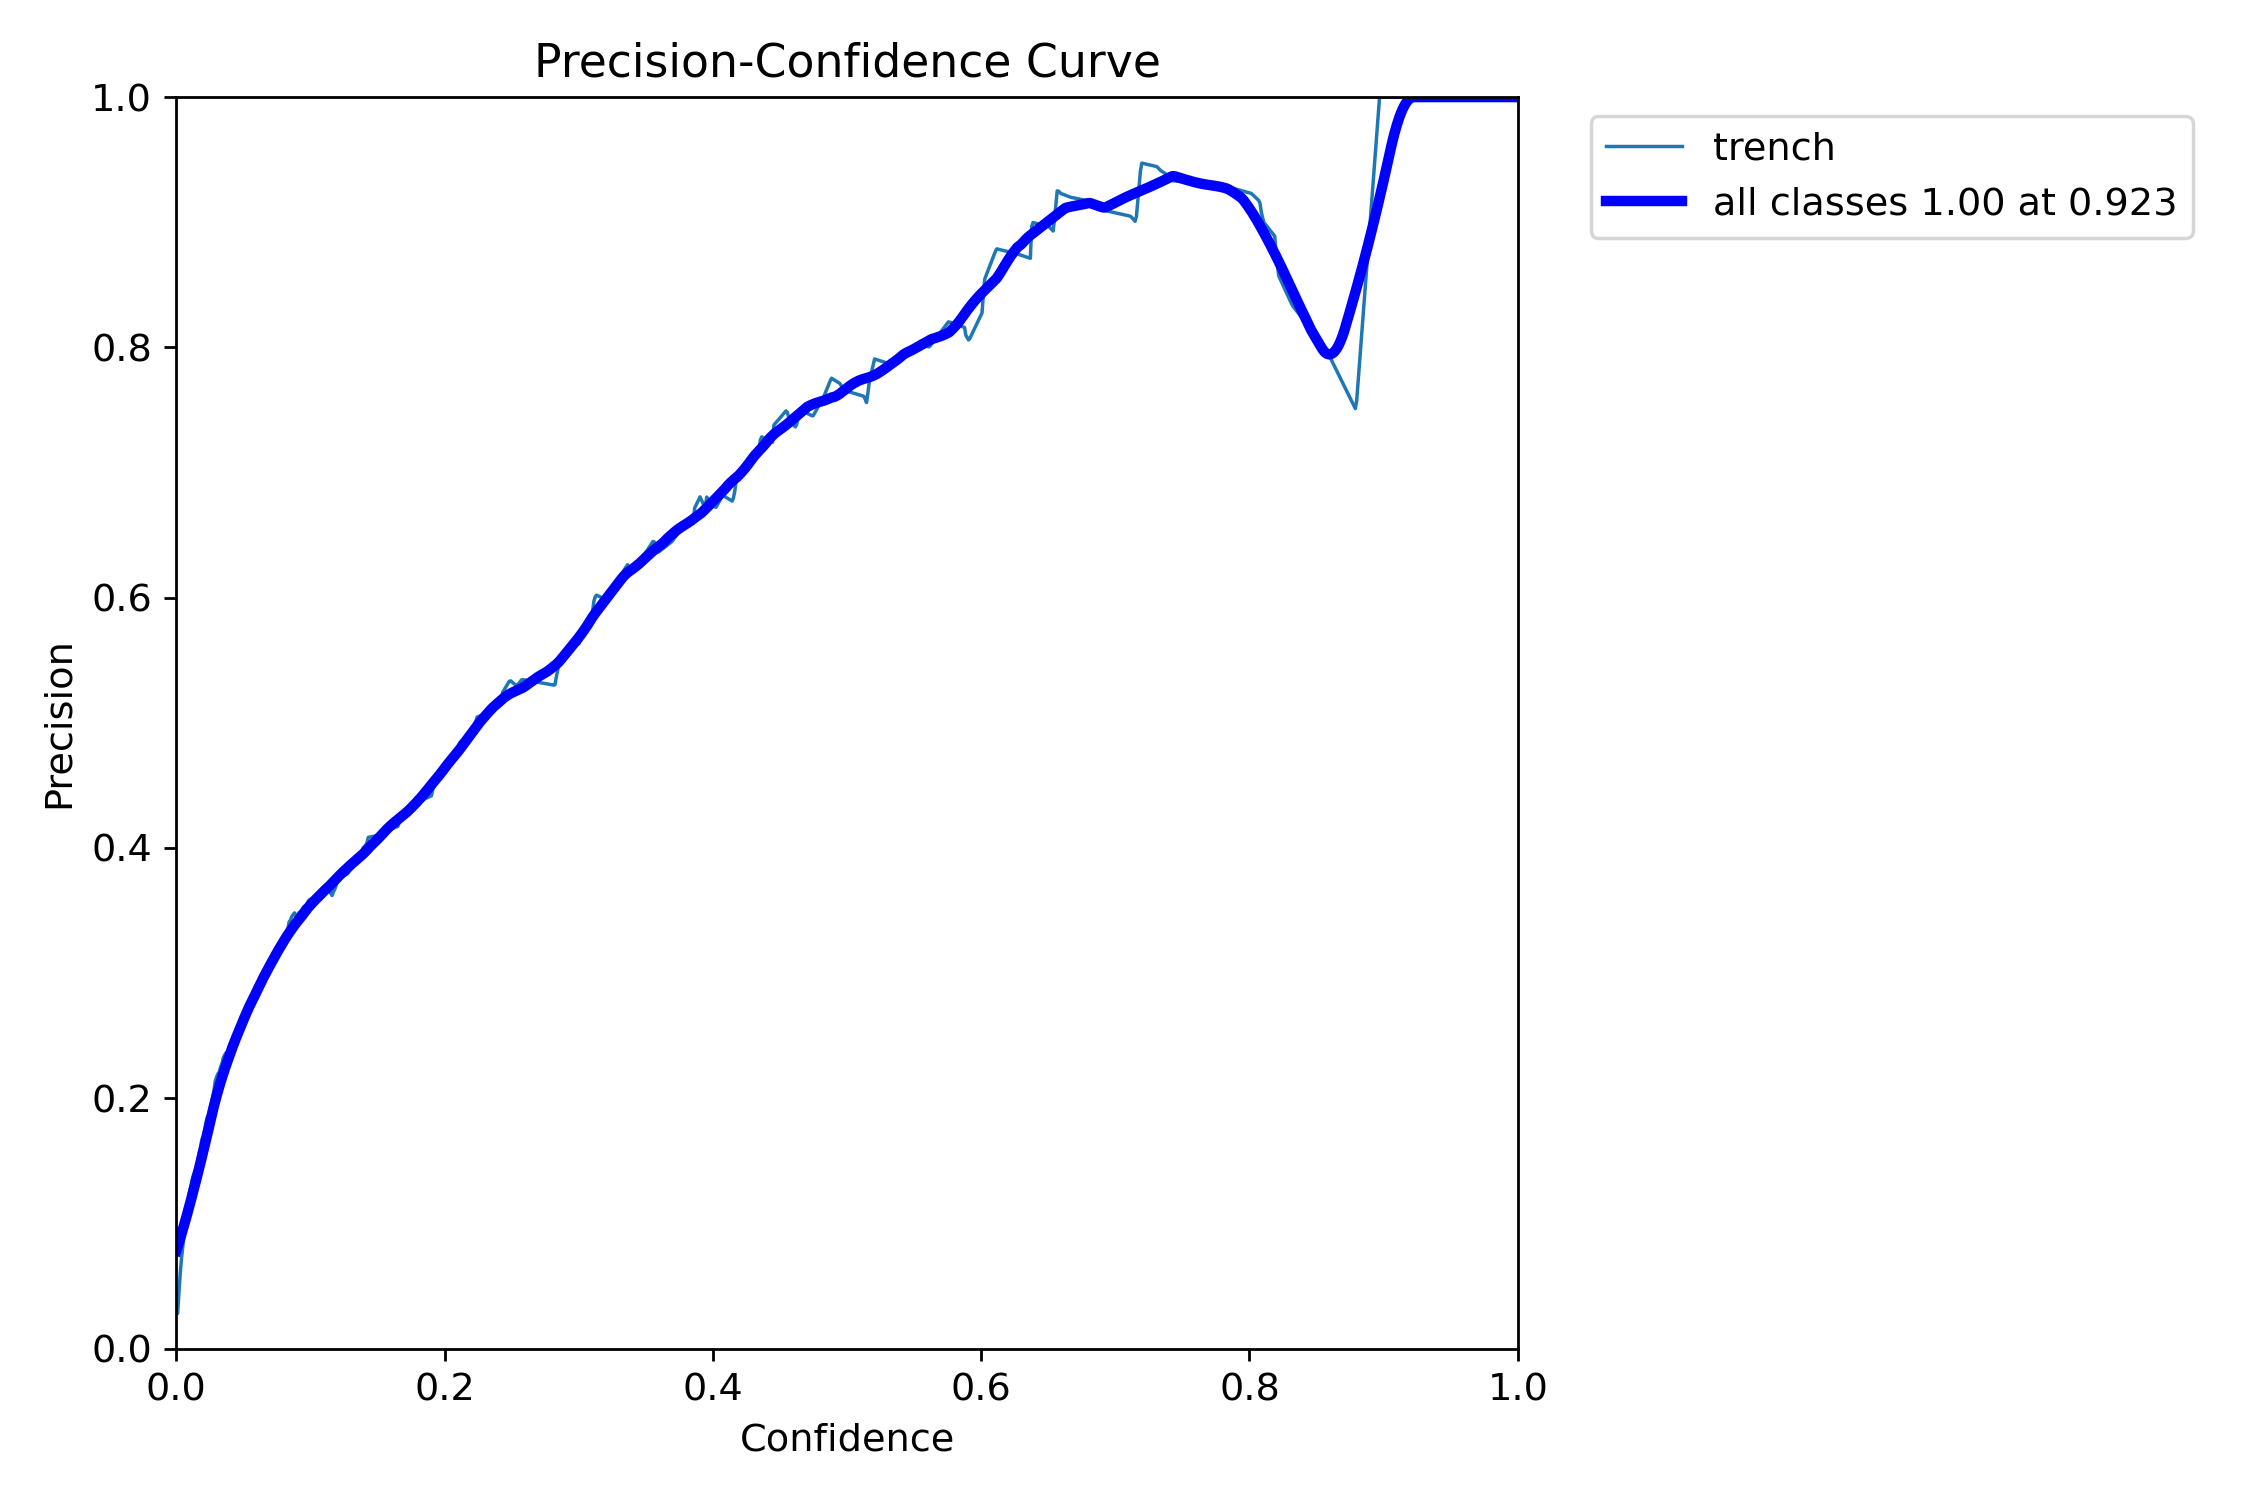 Precision-Confidence Curve
1.0
0.8
0.6
0.4
0.2
0.0
Precision
0.0 0.2 0.4 0.6 0.8 1.0
Confidence
trench
all classes 1.00 at 0.923